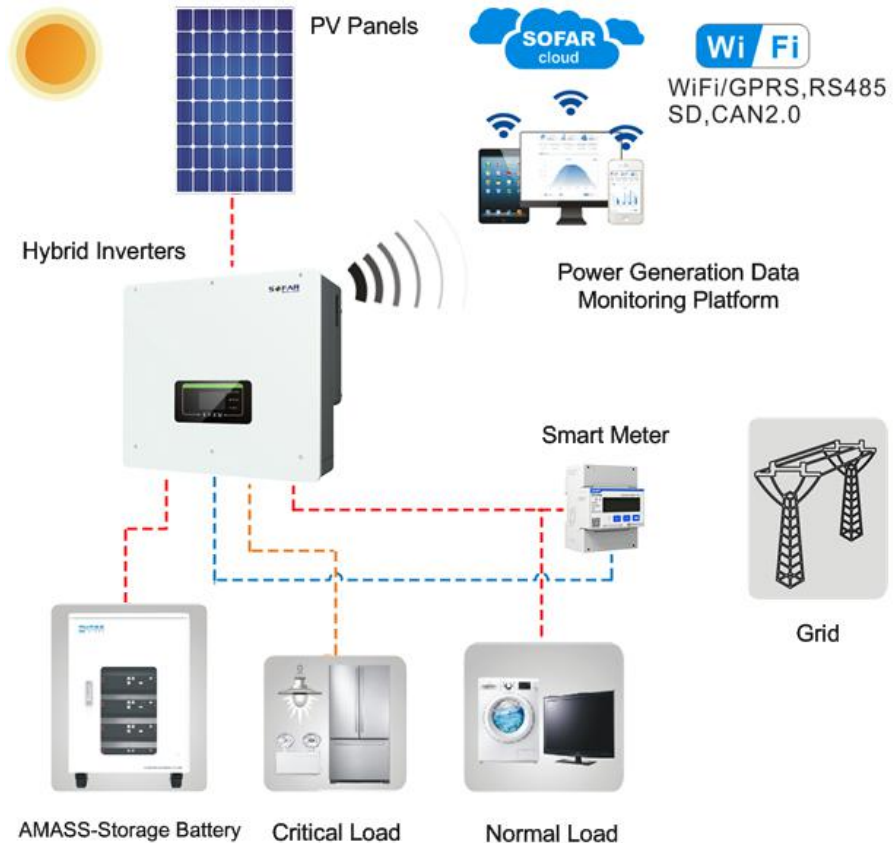 PV Panels
SOFAR
cloud
Wi Fi
WiFi/GPRS,RS485
SD,CAN2.0
Hybrid Inverters
SOFAR
Power Generation Data
Monitoring Platform
Smart Meter
Grid
AMASS-Storage Battery
Critical Load
Normal Load